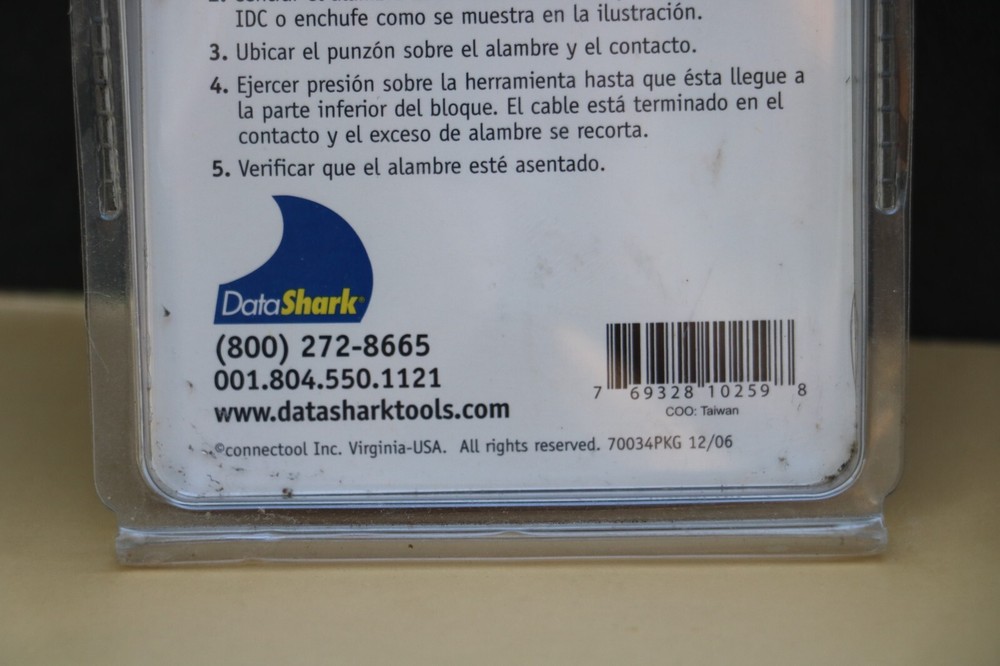 IDC o enchufe como se muestra en la ilustración.
3. Ubicar el punzón sobre el alambre y el contacto.
4. Ejercer presión sobre la herramienta hasta que ésta llegue a
la parte inferior del bloque. El cable está terminado en el
contacto y el exceso de alambre se recorta.
5. Verificar que el alambre esté asentado.
DataShark®
(800) 272-8665
001.804.550.1121
www.datasharktools.com
7 69328 10259 8
COO: Taiwan
©connectool Inc. Virginia-USA. All rights reserved. 70034PKG 12/06